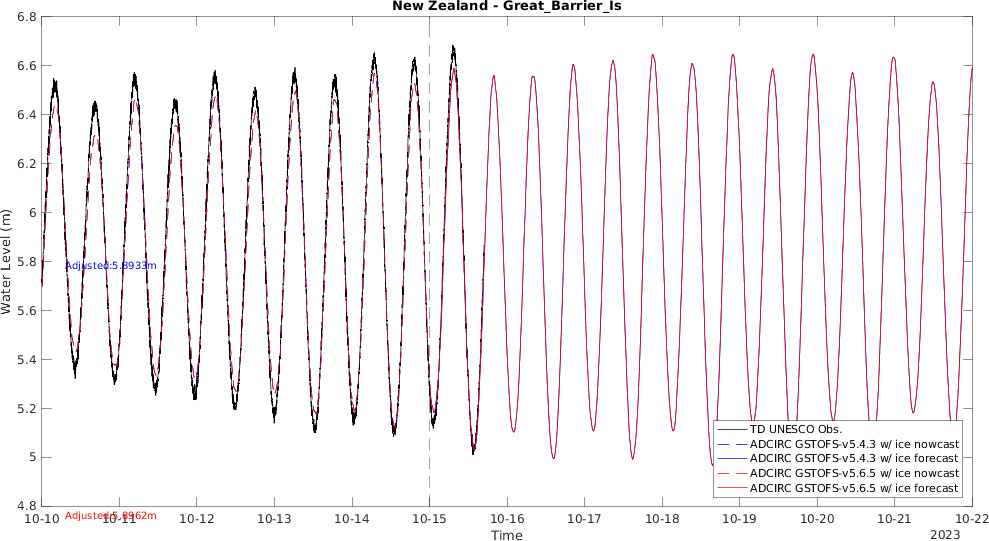 New Zealand - Great_Barrier_Is
6.8
6.6
6.4
6.2
6
5.8
5.6
5.4
5.2
5
4.8
Water Level (m)
Adjusted:5.8933m
Adjusted:5.8962m
TD UNESCO Obs.
ADCIRC GSTOFS-v5.4.3 w/ ice nowcast
ADCIRC GSTOFS-v5.4.3 w/ ice forecast
ADCIRC GSTOFS-v5.6.5 w/ ice nowcast
ADCIRC GSTOFS-v5.6.5 w/ ice forecast
10-10 10-11 10-12 10-13 10-14 10-15 10-16 10-17 10-18 10-19 10-20 10-21 10-22
Time
2023